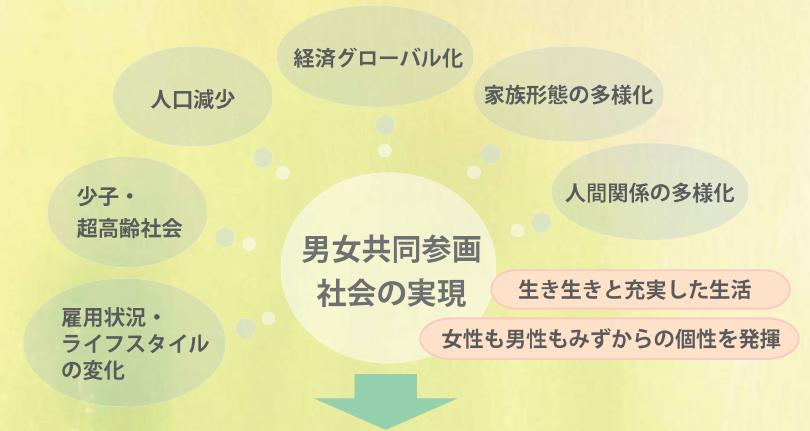 経済グローバル化
人口減少
家族形態の多様化
少子・
超高齢社会
人間関係の多様化
男女共同参画
社会の実現
雇用状況・
ライフスタイル
の変化
生き生きと充実した生活
女性も男性もみずからの個性を発揮